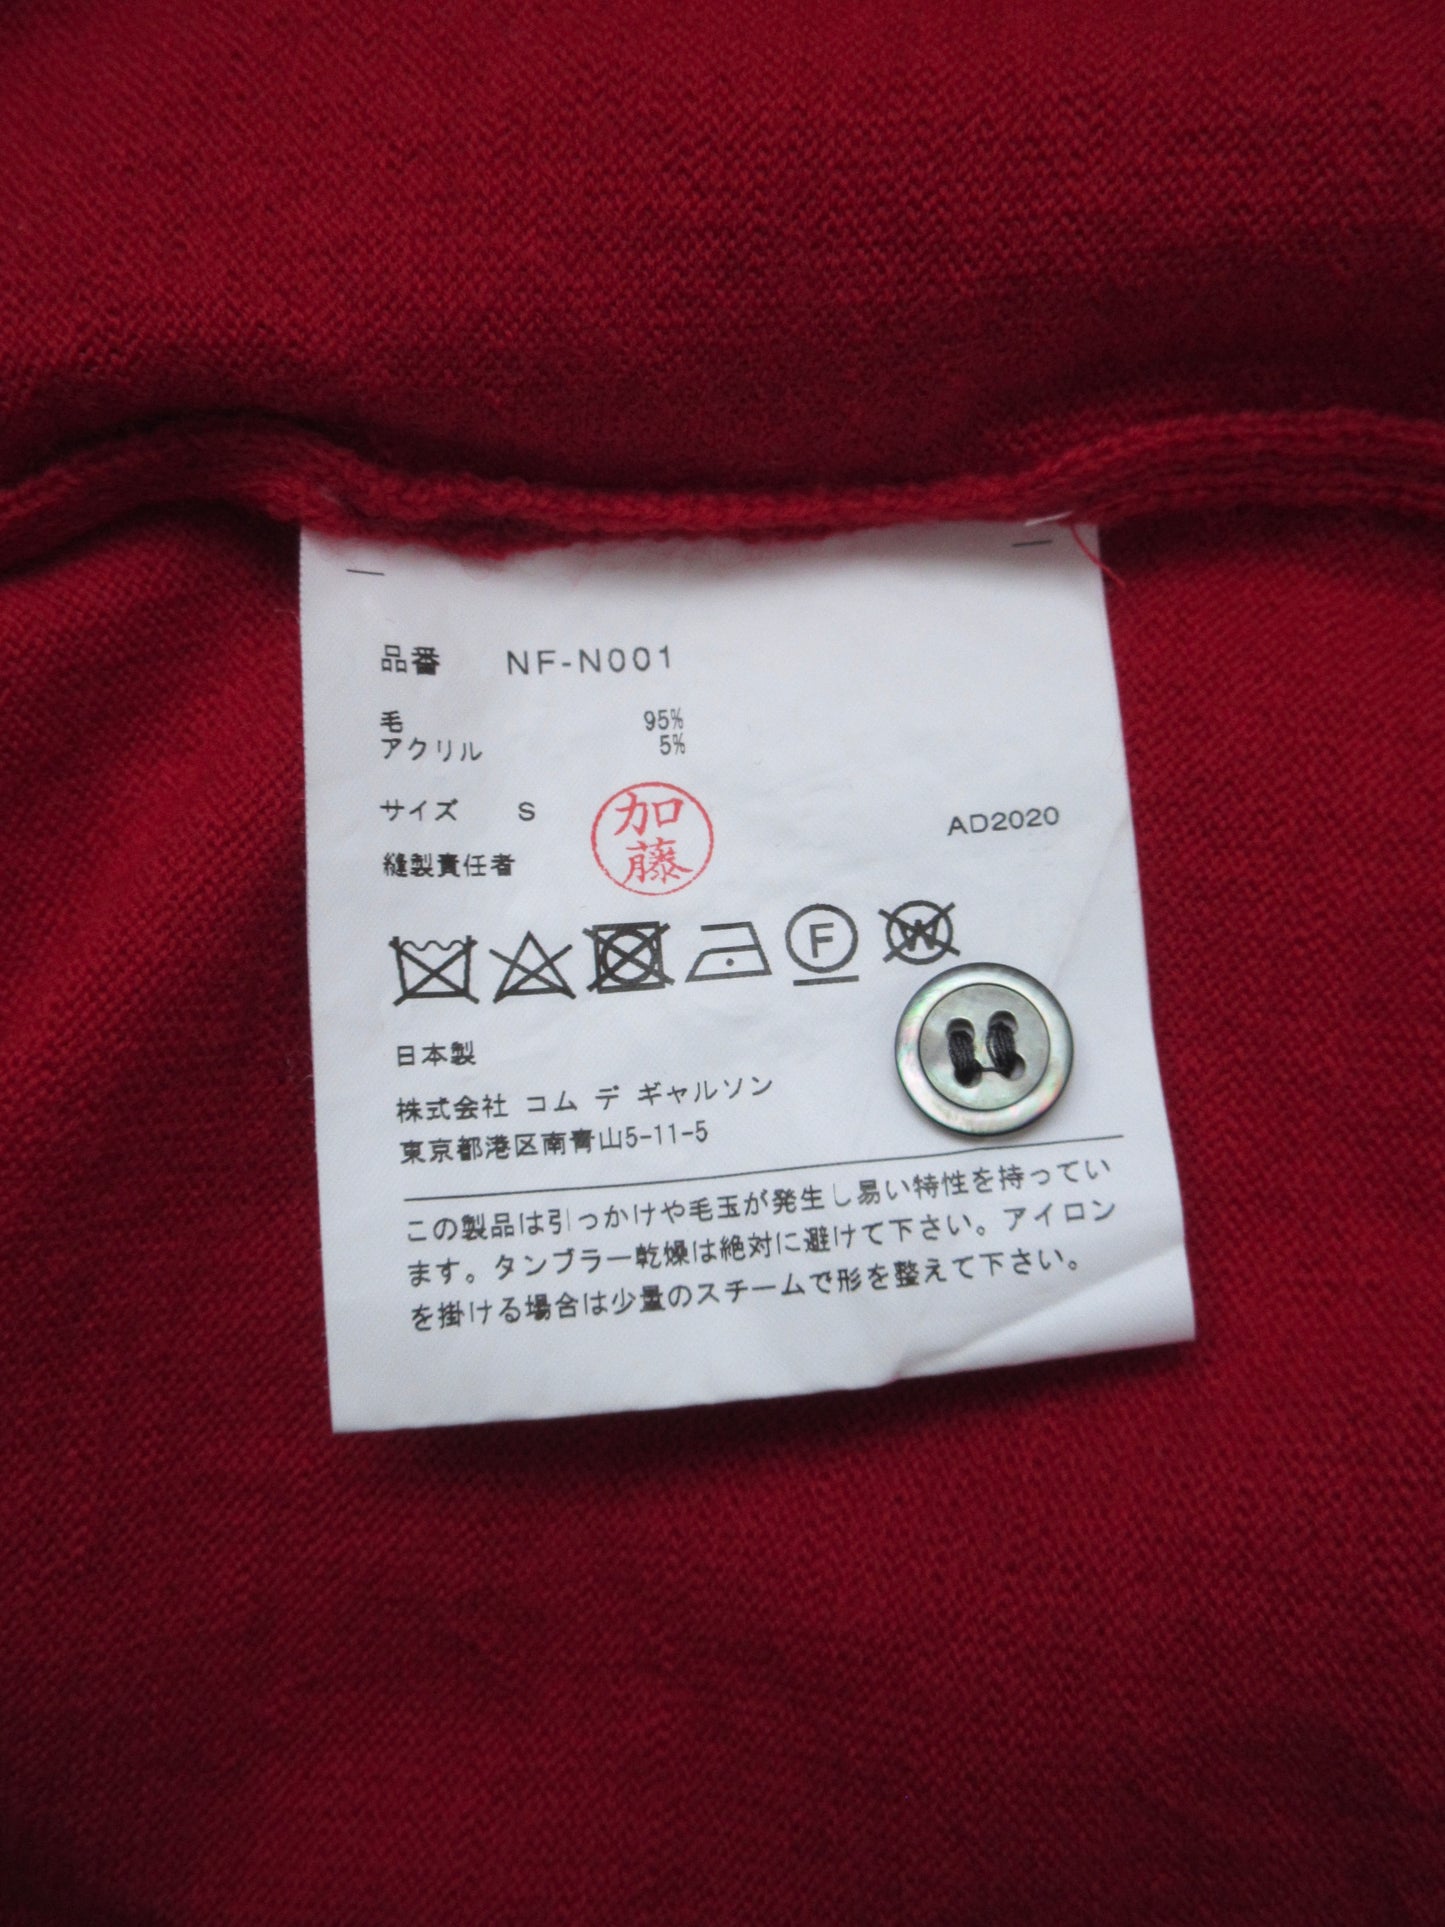 品番 NF-N001
毛 95%
アクリル 5%
サイズ S
加藤
AD2020
縫製責任者
F
W
日本製
株式会社 コム デ ギャルソン
東京都港区南青山5-11-5
この製品は引っかけや毛玉が発生し易い特性を持ってい
ます。タンブラー乾燥は絶対に避けて下さい。アイロン
を掛ける場合は少量のスチームで形を整えて下さい。